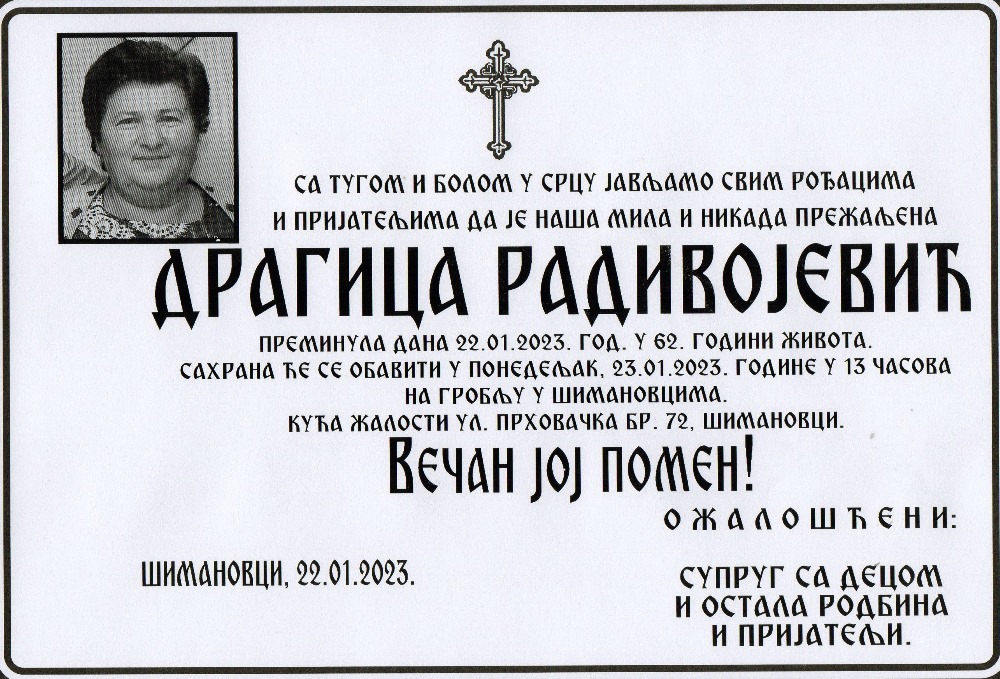 СА ТУГОМ И БОЛОМ У СРЦУ ЈАВЉАМО СВИМ РОЂАЦИМА
И ПРИЈАТЕЉИМА ДА ЈЕ НАША МИЛА И НИКАДА ПРЕЖАЉЕНА
ДРАГИЦА РАДИВОЈЕВИЋ
ПРЕМИНУЛА ДАНА 22.01.2023. ГОД. У 62. ГОДИНИ ЖИВОТА.
САХРАНА ЋЕ СЕ ОБАВИТИ У ПОНЕДЕЉАК, 23.01.2023. ГОДИНЕ У 13 ЧАСОВА
НА ГРОБЉУ У ШИМАНОВЦИМА.
КУЋА ЖАЛОСТИ УЛ. ПРХОВАЧКА БР. 72, ШИМАНОВЦИ.
ВЕЧАН ЈОЈ ПОМЕН!
ОЖАЛОШЋЕНИ:
ШИМАНОВЦИ, 22.01.2023.
СУПРУГ СА ДЕЦОМ
И ОСТАЛА РОДБИНА
И ПРИЈАТЕЉИ.